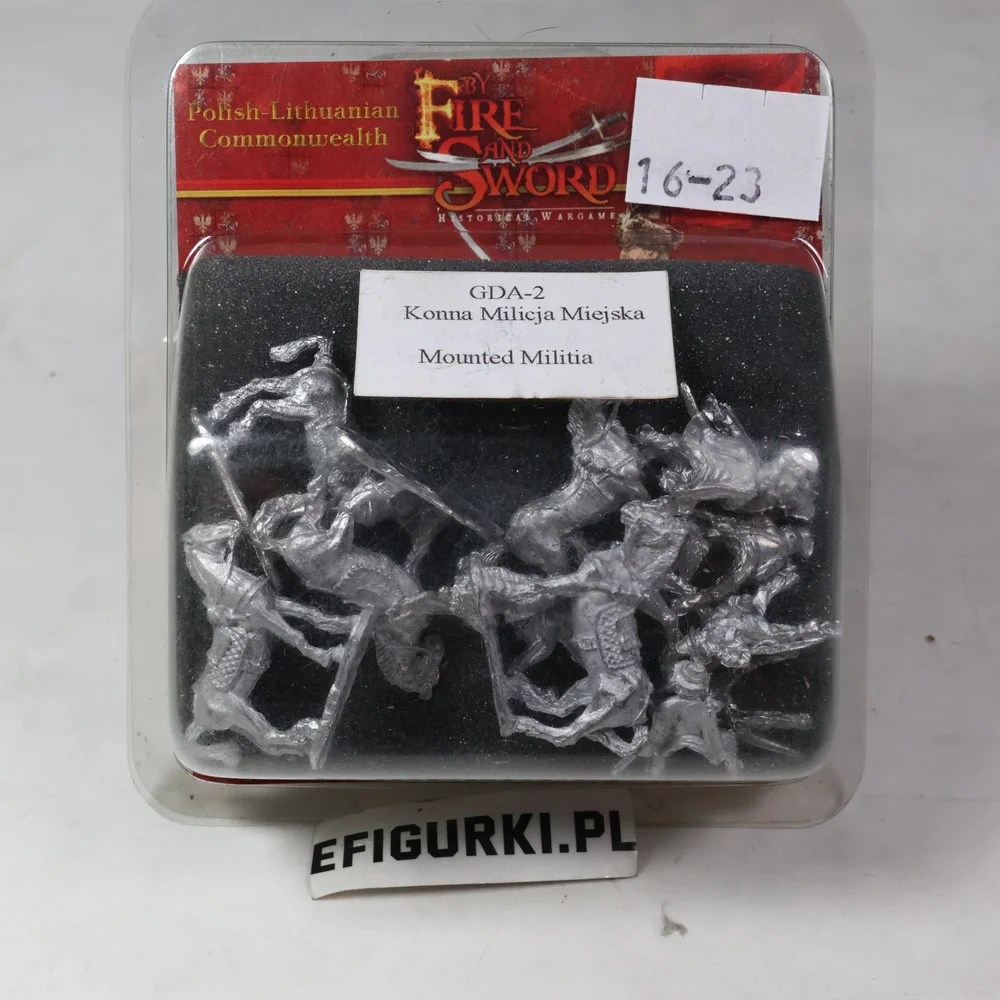 Polish-Lithuanian
Commonwealth
BY
FIRE
AND
SWORD
HISTORICAL WARGAME
16-23
GDA-2
Konna Milicja Miejska
Mounted Militia
EFIGURKI.PL